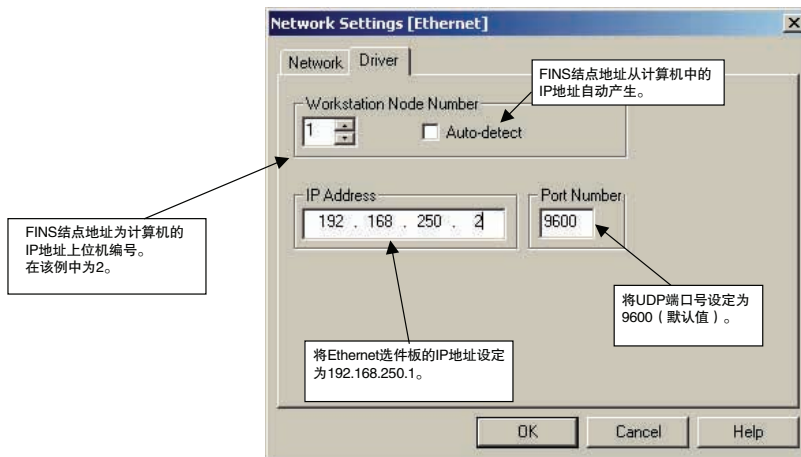 Network Settings [Ethernet]
Network
Driver
FINS结点地址从计算机中的
IP地址自动产生。
Workstation Node Number
1
Auto-detect
IP Address
192 . 168 . 250 . 2
Port Number
9600
FINS结点地址为计算机的
IP地址上位机编号。
在该例中为2。
将UDP端口号设定为
9600（默认值）。
将Ethernet选件板的IP地址设定
为192.168.250.1。
OK
Cancel
Help